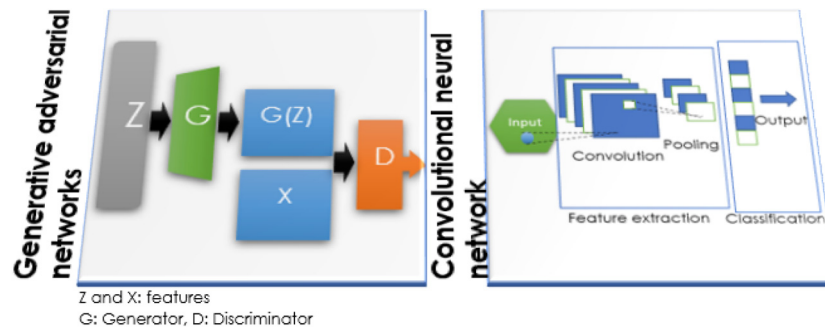 Generative adversarial
networks
Z
G
G(Z)
X
D
Z and X: features
G: Generator, D: Discriminator
Convolutional neural
network
Input
Convolution
Pooling
Feature extraction
Output
Classification